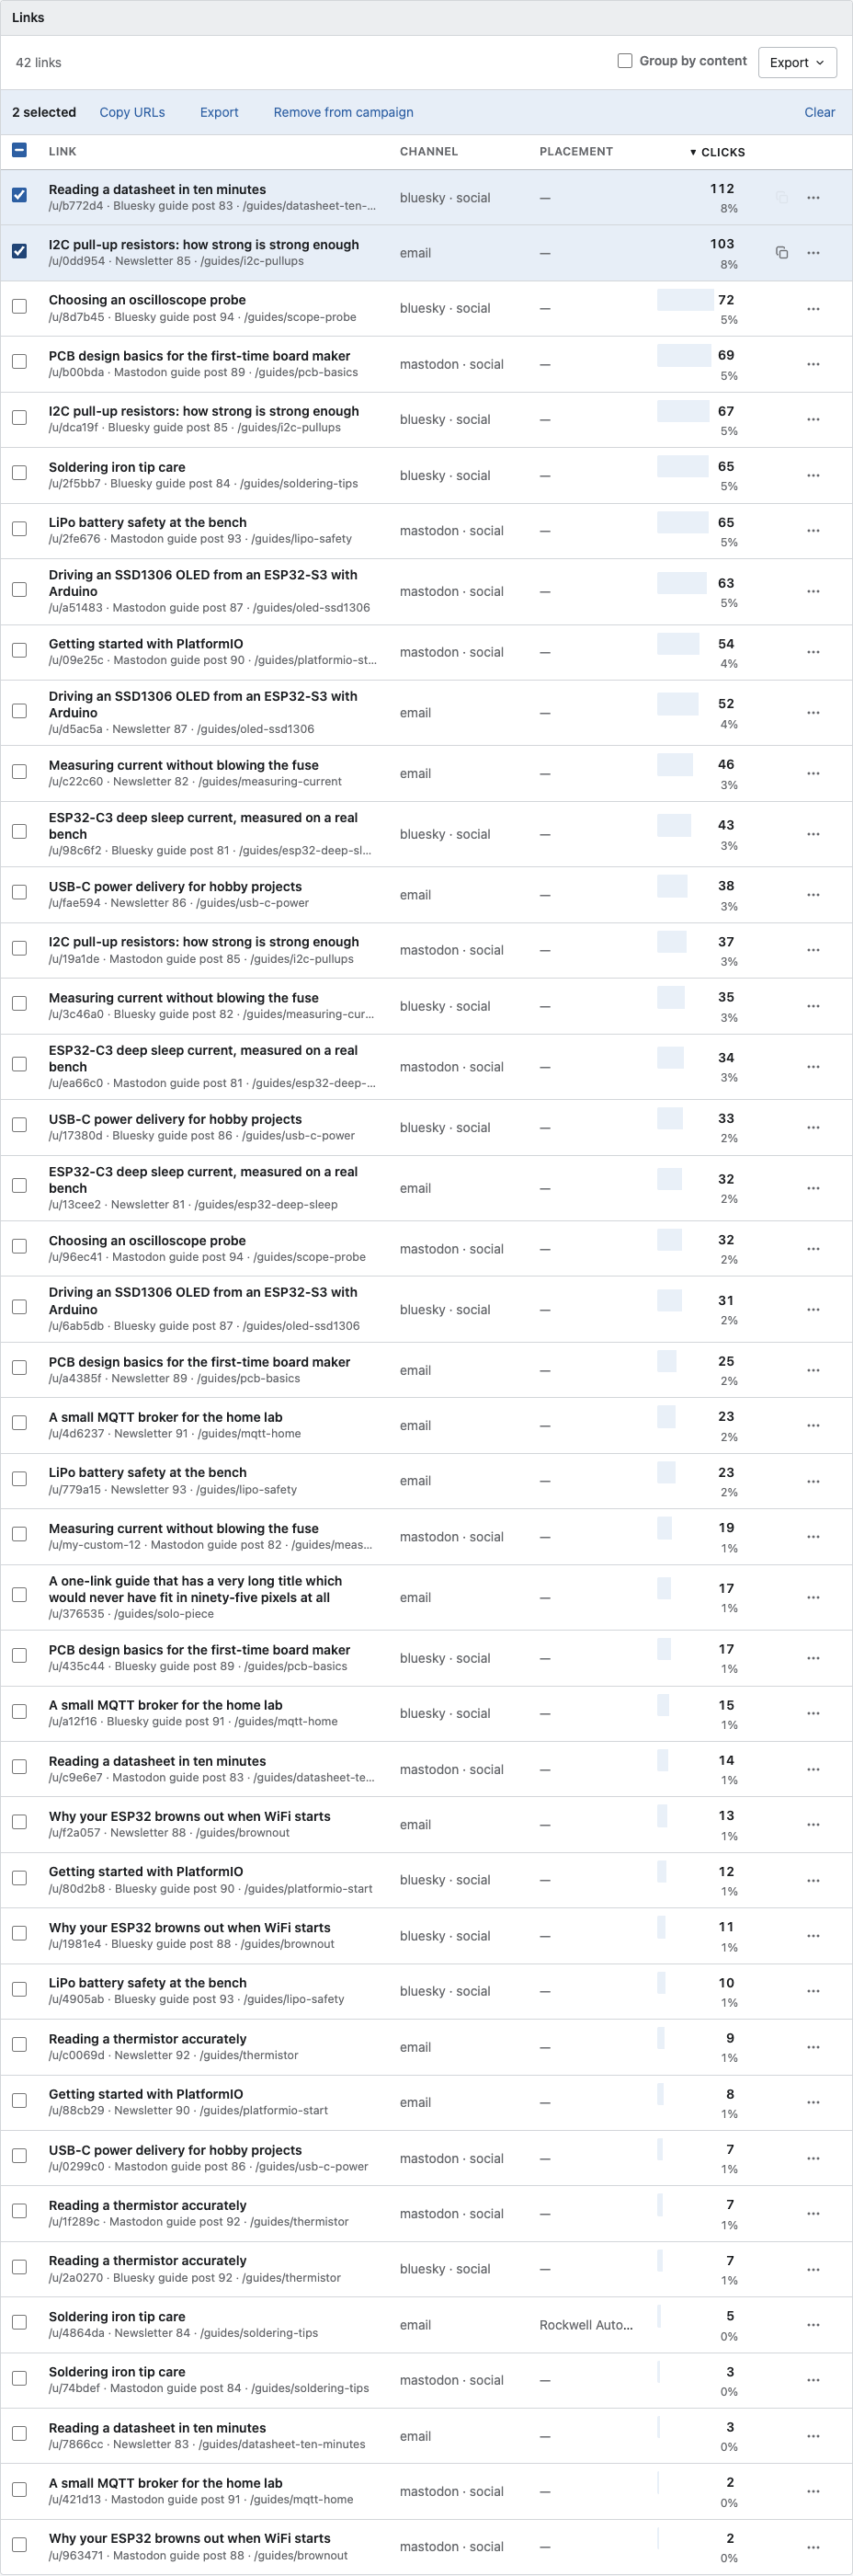 Links
42 links
Group by content
Export
2 selected Copy URLs Export Remove from campaign Clear
LINK CHANNEL PLACEMENT ▼ CLICKS
Reading a datasheet in ten minutes
/u/b772d4 · Bluesky guide post 83 · /guides/datasheet-ten-...
bluesky · social — 112
8%
I2C pull-up resistors: how strong is strong enough
/u/0dd954 · Newsletter 85 · /guides/i2c-pullups
email — 103
8%
Choosing an oscilloscope probe
/u/8d7b45 · Bluesky guide post 94 · /guides/scope-probe
bluesky · social — 72
5%
PCB design basics for the first-time board maker
/u/b00bda · Mastodon guide post 89 · /guides/pcb-basics
mastodon · social — 69
5%
I2C pull-up resistors: how strong is strong enough
/u/dca19f · Bluesky guide post 85 · /guides/i2c-pullups
bluesky · social — 67
5%
Soldering iron tip care
/u/2f5bb7 · Bluesky guide post 84 · /guides/soldering-tips
bluesky · social — 65
5%
LiPo battery safety at the bench
/u/2fe676 · Mastodon guide post 93 · /guides/lipo-safety
mastodon · social — 65
5%
Driving an SSD1306 OLED from an ESP32-S3 with
Arduino
/u/a51483 · Mastodon guide post 87 · /guides/oled-ssd1306
mastodon · social — 63
5%
Getting started with PlatformIO
/u/09e25c · Mastodon guide post 90 · /guides/platformio-st...
mastodon · social — 54
4%
Driving an SSD1306 OLED from an ESP32-S3 with
Arduino
/u/d5ac5a · Newsletter 87 · /guides/oled-ssd1306
email — 52
4%
Measuring current without blowing the fuse
/u/c22c60 · Newsletter 82 · /guides/measuring-current
email — 46
3%
ESP32-C3 deep sleep current, measured on a real
bench
/u/98c6f2 · Bluesky guide post 81 · /guides/esp32-deep-sl...
bluesky · social — 43
3%
USB-C power delivery for hobby projects
/u/fae594 · Newsletter 86 · /guides/usb-c-power
email — 38
3%
I2C pull-up resistors: how strong is strong enough
/u/19a1de · Mastodon guide post 85 · /guides/i2c-pullups
mastodon · social — 37
3%
Measuring current without blowing the fuse
/u/3c46a0 · Bluesky guide post 82 · /guides/measuring-cur...
bluesky · social — 35
3%
ESP32-C3 deep sleep current, measured on a real
bench
/u/ea66c0 · Mastodon guide post 81 · /guides/esp32-deep-...
mastodon · social — 34
3%
USB-C power delivery for hobby projects
/u/17380d · Bluesky guide post 86 · /guides/usb-c-power
bluesky · social — 33
2%
ESP32-C3 deep sleep current, measured on a real
bench
/u/13cee2 · Newsletter 81 · /guides/esp32-deep-sleep
email — 32
2%
Choosing an oscilloscope probe
/u/96ec41 · Mastodon guide post 94 · /guides/scope-probe
mastodon · social — 32
2%
Driving an SSD1306 OLED from an ESP32-S3 with
Arduino
/u/6ab5db · Bluesky guide post 87 · /guides/oled-ssd1306
bluesky · social — 31
2%
PCB design basics for the first-time board maker
/u/a4385f · Newsletter 89 · /guides/pcb-basics
email — 25
2%
A small MQTT broker for the home lab
/u/4d6237 · Newsletter 91 · /guides/mqtt-home
email — 23
2%
LiPo battery safety at the bench
/u/779a15 · Newsletter 93 · /guides/lipo-safety
email — 23
2%
Measuring current without blowing the fuse
/u/my-custom-12 · Mastodon guide post 82 · /guides/meas...
mastodon · social — 19
1%
A one-link guide that has a very long title which
would never have fit in ninety-five pixels at all
/u/376535 · /guides/solo-piece
email — 17
1%
PCB design basics for the first-time board maker
/u/435c44 · Bluesky guide post 89 · /guides/pcb-basics
bluesky · social — 17
1%
A small MQTT broker for the home lab
/u/a12f16 · Bluesky guide post 91 · /guides/mqtt-home
bluesky · social — 15
1%
Reading a datasheet in ten minutes
/u/c9e6e7 · Mastodon guide post 83 · /guides/datasheet-te...
mastodon · social — 14
1%
Why your ESP32 browns out when WiFi starts
/u/f2a057 · Newsletter 88 · /guides/brownout
email — 13
1%
Getting started with PlatformIO
/u/80d2b8 · Bluesky guide post 90 · /guides/platformio-start
bluesky · social — 12
1%
Why your ESP32 browns out when WiFi starts
/u/1981e4 · Bluesky guide post 88 · /guides/brownout
bluesky · social — 11
1%
LiPo battery safety at the bench
/u/4905ab · Bluesky guide post 93 · /guides/lipo-safety
bluesky · social — 10
1%
Reading a thermistor accurately
/u/c0069d · Newsletter 92 · /guides/thermistor
email — 9
1%
Getting started with PlatformIO
/u/88cb29 · Newsletter 90 · /guides/platformio-start
email — 8
1%
USB-C power delivery for hobby projects
/u/0299c0 · Mastodon guide post 86 · /guides/usb-c-power
mastodon · social — 7
1%
Reading a thermistor accurately
/u/1f289c · Mastodon guide post 92 · /guides/thermistor
mastodon · social — 7
1%
Reading a thermistor accurately
/u/2a0270 · Bluesky guide post 92 · /guides/thermistor
bluesky · social — 7
1%
Soldering iron tip care
/u/4864da · Newsletter 84 · /guides/soldering-tips
email Rockwell Auto... 5
0%
Soldering iron tip care
/u/74bdef · Mastodon guide post 84 · /guides/soldering-tips
mastodon · social — 3
0%
Reading a datasheet in ten minutes
/u/7866cc · Newsletter 83 · /guides/datasheet-ten-minutes
email — 3
0%
A small MQTT broker for the home lab
/u/421d13 · Mastodon guide post 91 · /guides/mqtt-home
mastodon · social — 2
0%
Why your ESP32 browns out when WiFi starts
/u/963471 · Mastodon guide post 88 · /guides/brownout
mastodon · social — 2
0%